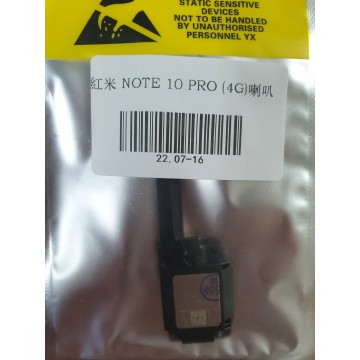 STATIC SENSITIVE
DEVICES
NOT TO BE HANDLED
BY UNAUTHORISED
PERSONNEL YX
紅米 NOTE 10 PRO (4G)喇叭
22.07-16